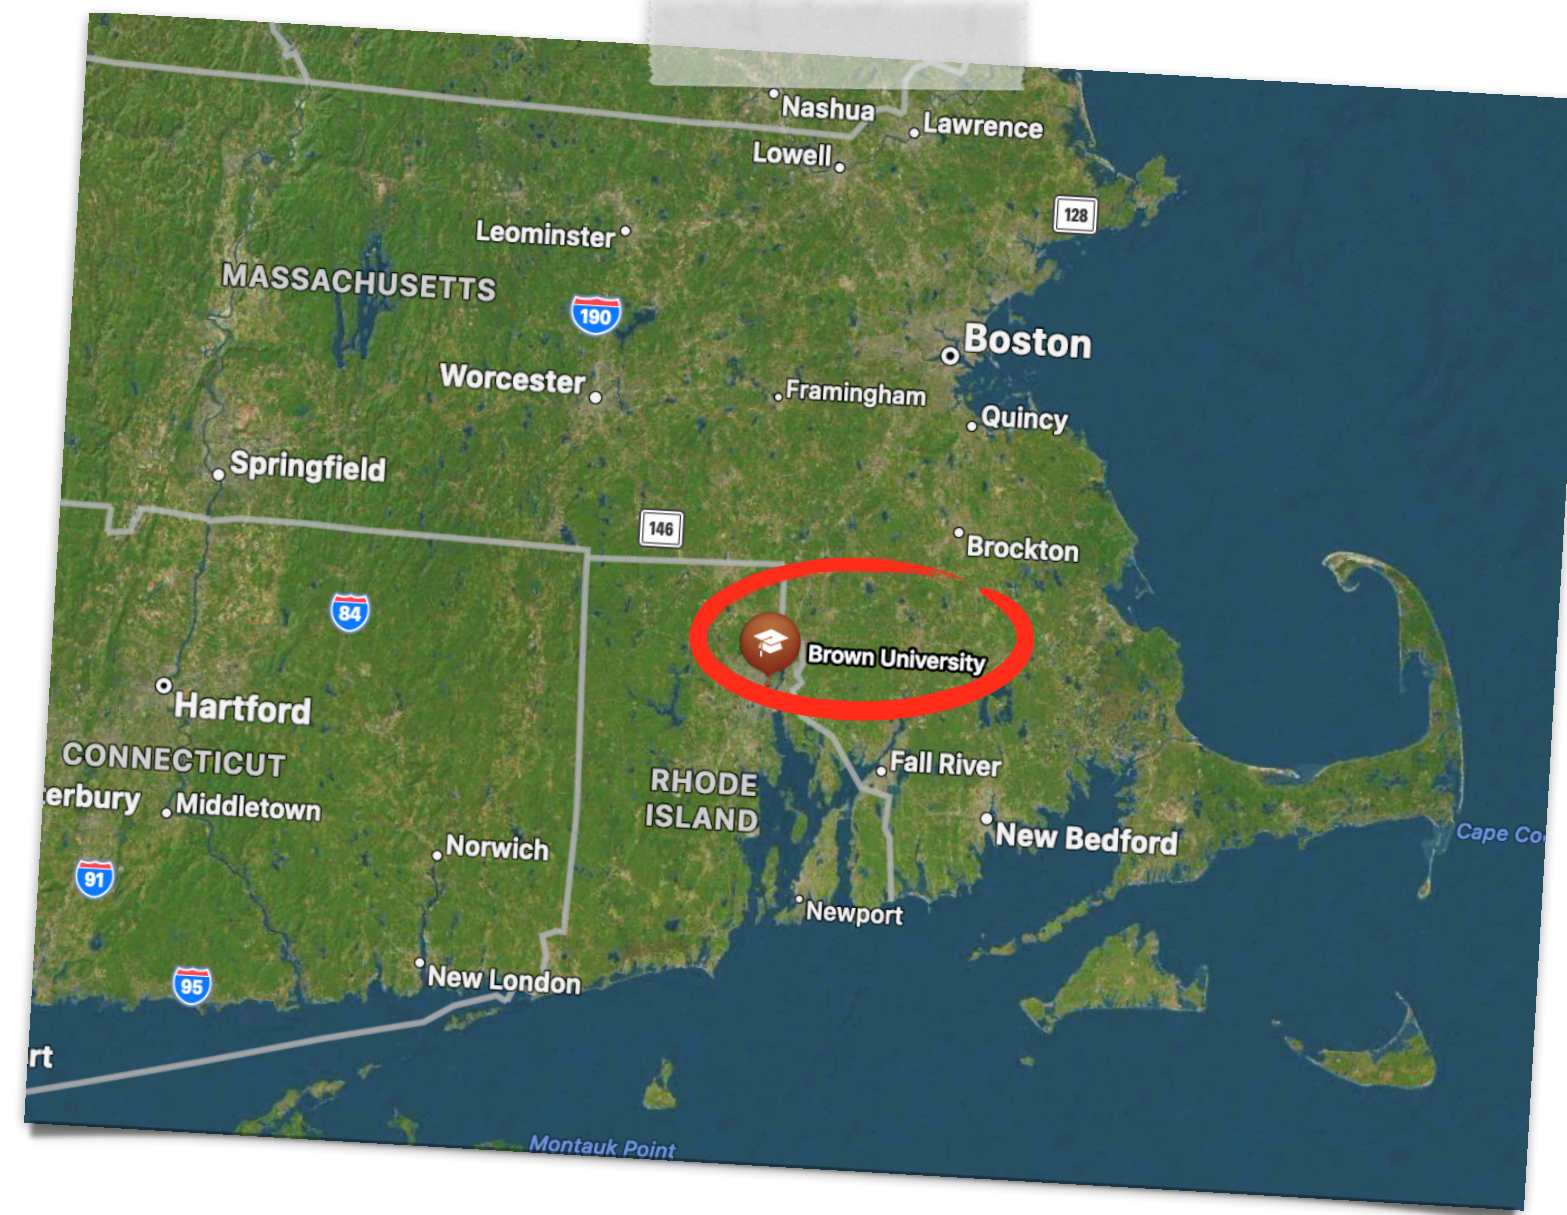 Nashua
Lawrence
Lowell
128
Leominster
MASSACHUSETTS
190
Boston
Worcester
Framingham
Quincy
Springfield
146
Brockton
84
Brown University
Hartford
CONNECTICUT
Fall River
RHODE
ISLAND
erbury
Middletown
New Bedford
Cape Co
Norwich
91
Newport
New London
95
rt
Montauk Point